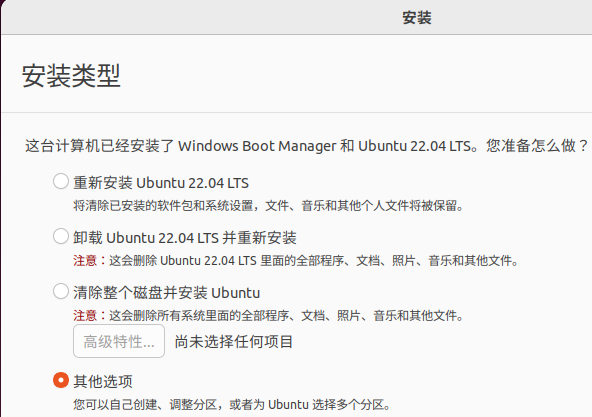 安装
安装类型
这台计算机已经安装了 Windows Boot Manager 和 Ubuntu 22.04 LTS。您准备怎么做？
重新安装 Ubuntu 22.04 LTS
将清除已安装的软件包和系统设置，文件、音乐和其他个人文件将被保留。
卸载 Ubuntu 22.04 LTS 并重新安装
注意：这会删除 Ubuntu 22.04 LTS 里面的全部程序、文档、照片、音乐和其他文件。
清除整个磁盘并安装 Ubuntu
注意：这会删除所有系统里面的全部程序、文档、照片、音乐和其他文件。
高级特性... 尚未选择任何项目
其他选项
您可以自己创建、调整分区，或者为 Ubuntu 选择多个分区。